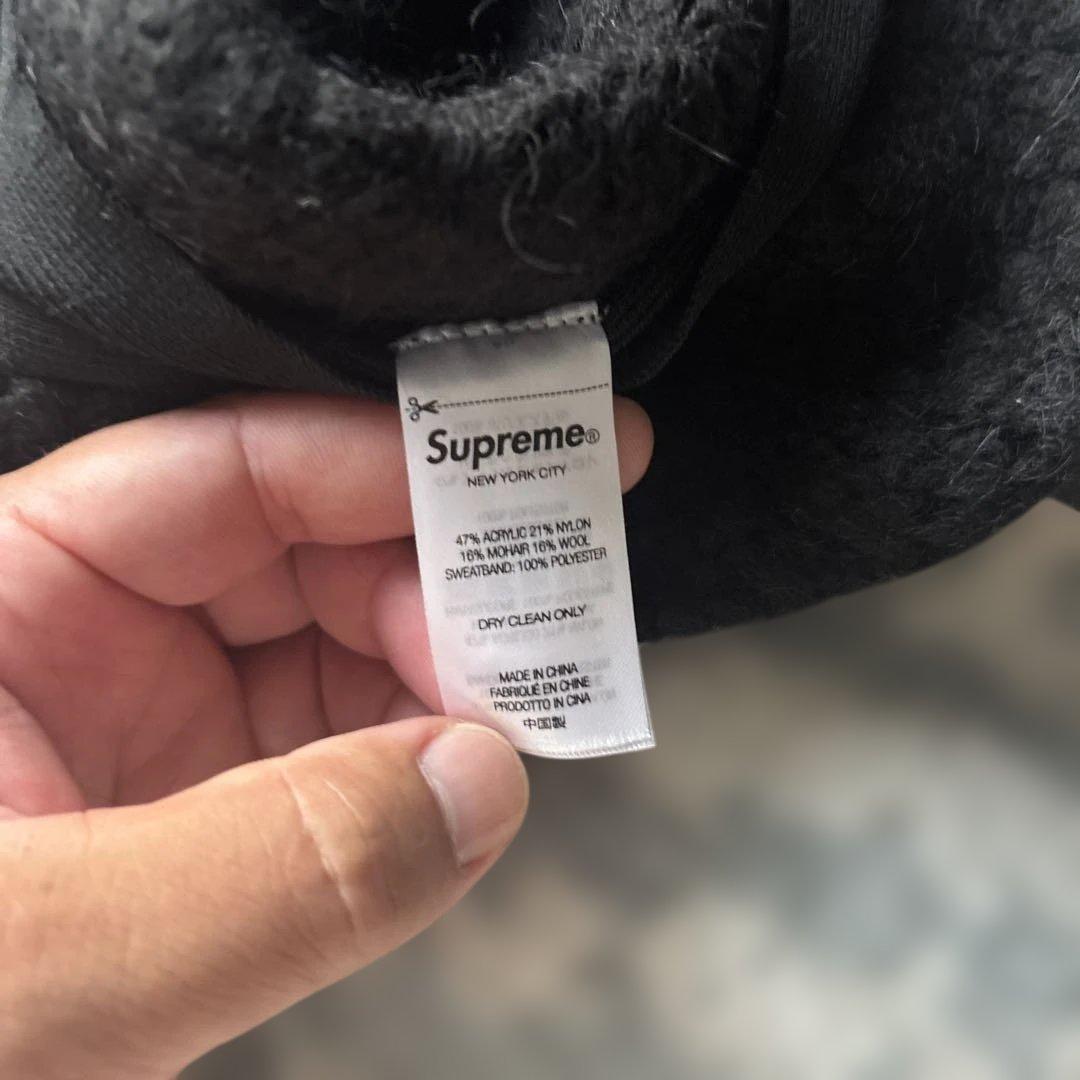 Supreme®
NEW YORK CITY
47% ACRYLIC 21% NYLON
16% MOHAIR 16% WOOL
SWEATBAND: 100% POLYESTER
DRY CLEAN ONLY
MADE IN CHINA
FABRIQUÉ EN CHINE
PRODOTTO IN CINA
中国製